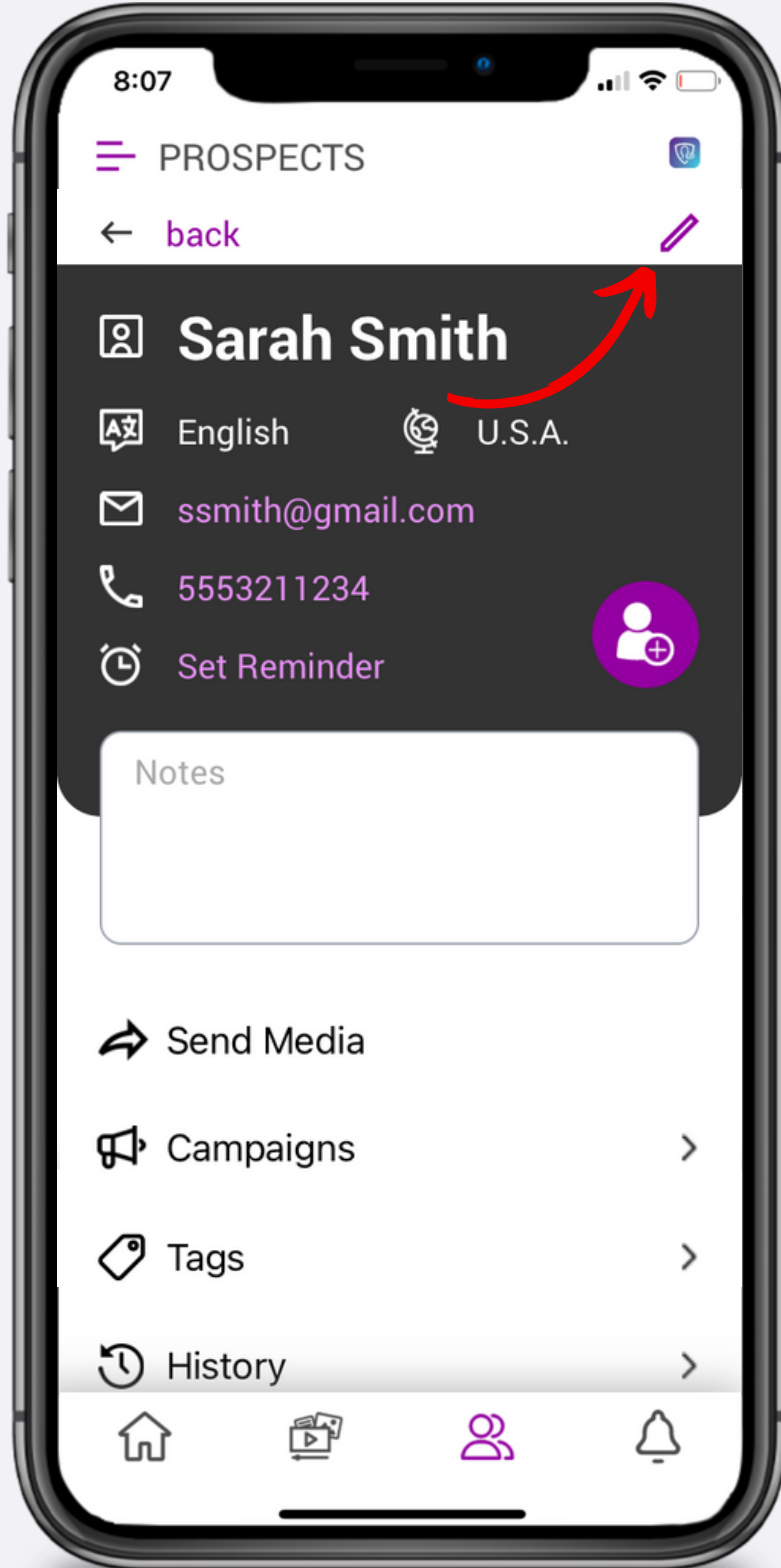 8:07
PROSPECTS
back
Sarah Smith
English U.S.A.
ssmith@gmail.com
5553211234
Set Reminder
Notes
Send Media
Campaigns
Tags
History